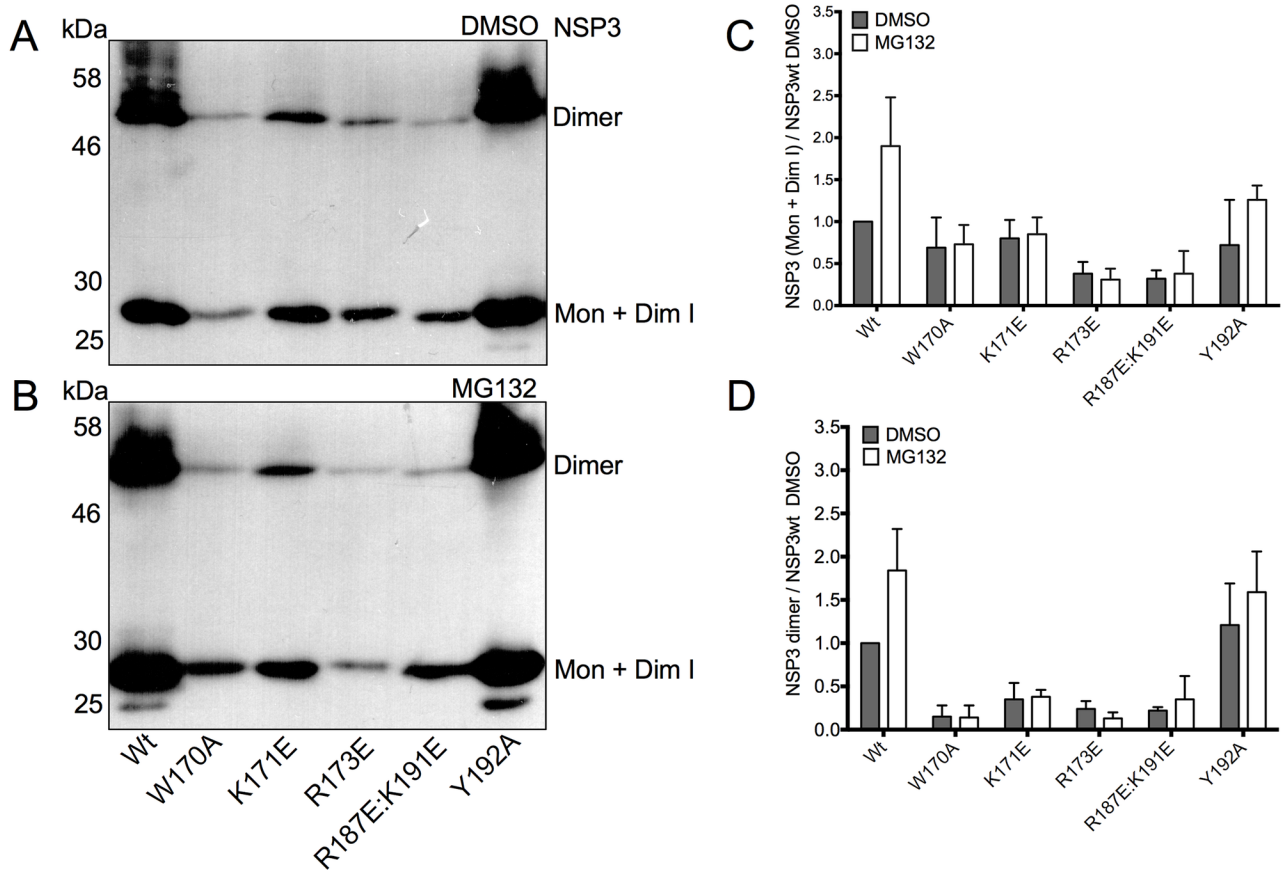 A
kDa
DMSO NSP3
58
Dimer
46
30
Mon + Dim I
25
B
kDa
MG132
58
Dimer
46
30
Mon + Dim I
25
Wt
W170A
K171E
R173E
R187E:K191E
Y192A
C
NSP3 (Mon + Dim I) / NSP3wt DMSO
3.5
3.0
2.5
2.0
1.5
1.0
0.5
0.0
DMSO
MG132
Wt
W170A
K171E
R173E
R187E:K191E
Y192A
D
NSP3 dimer / NSP3wt DMSO
3.5
3.0
2.5
2.0
1.5
1.0
0.5
0.0
DMSO
MG132
Wt
W170A
K171E
R173E
R187E:K191E
Y192A